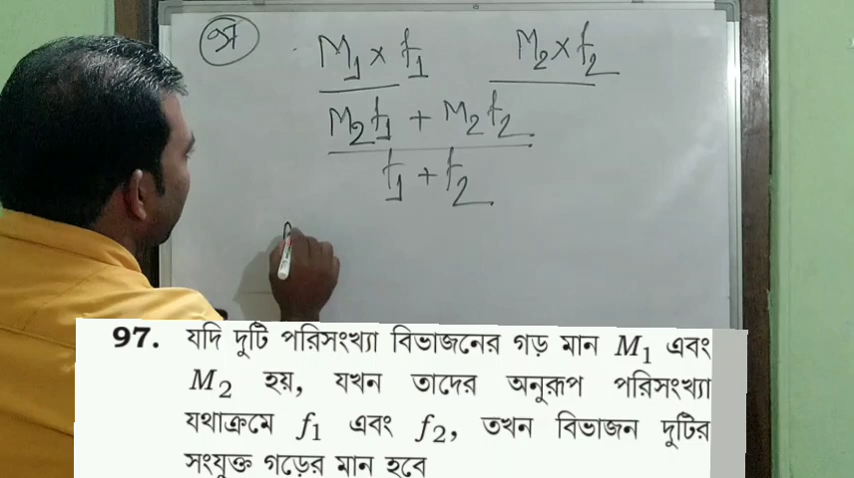 অ M₁ × f₁ M₂ × f₂
M₂f₁ + M₂f₂
f₁ + f₂
97. যদি দুটি পরিসংখ্যা বিভাজনের গড় মান M₁ এবং
M₂ হয়, যখন তাদের অনুরূপ পরিসংখ্যা
যথাক্রমে f₁ এবং f₂, তখন বিভাজন দুটির
সংযুক্ত গড়ের মান হবে